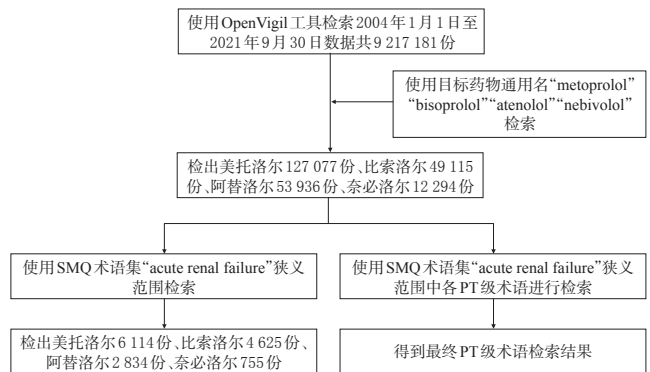 使用OpenVigil工具检索2004年1月1日至
2021年9月30日数据共9 217 181份
使用目标药物通用名“metoprolol”
“bisoprolol”“atenolol”“nebivolol”
检索
检出美托洛尔127 077份、比索洛尔49 115
份、阿替洛尔53 936份、奈必洛尔12 294份
使用SMQ术语集“acute renal failure”狭义
范围检索
使用SMQ术语集“acute renal failure”狭义
范围中各PT级术语进行检索
检出美托洛尔6 114份、比索洛尔4 625份、
阿替洛尔2 834份、奈必洛尔755份
得到最终PT级术语检索结果